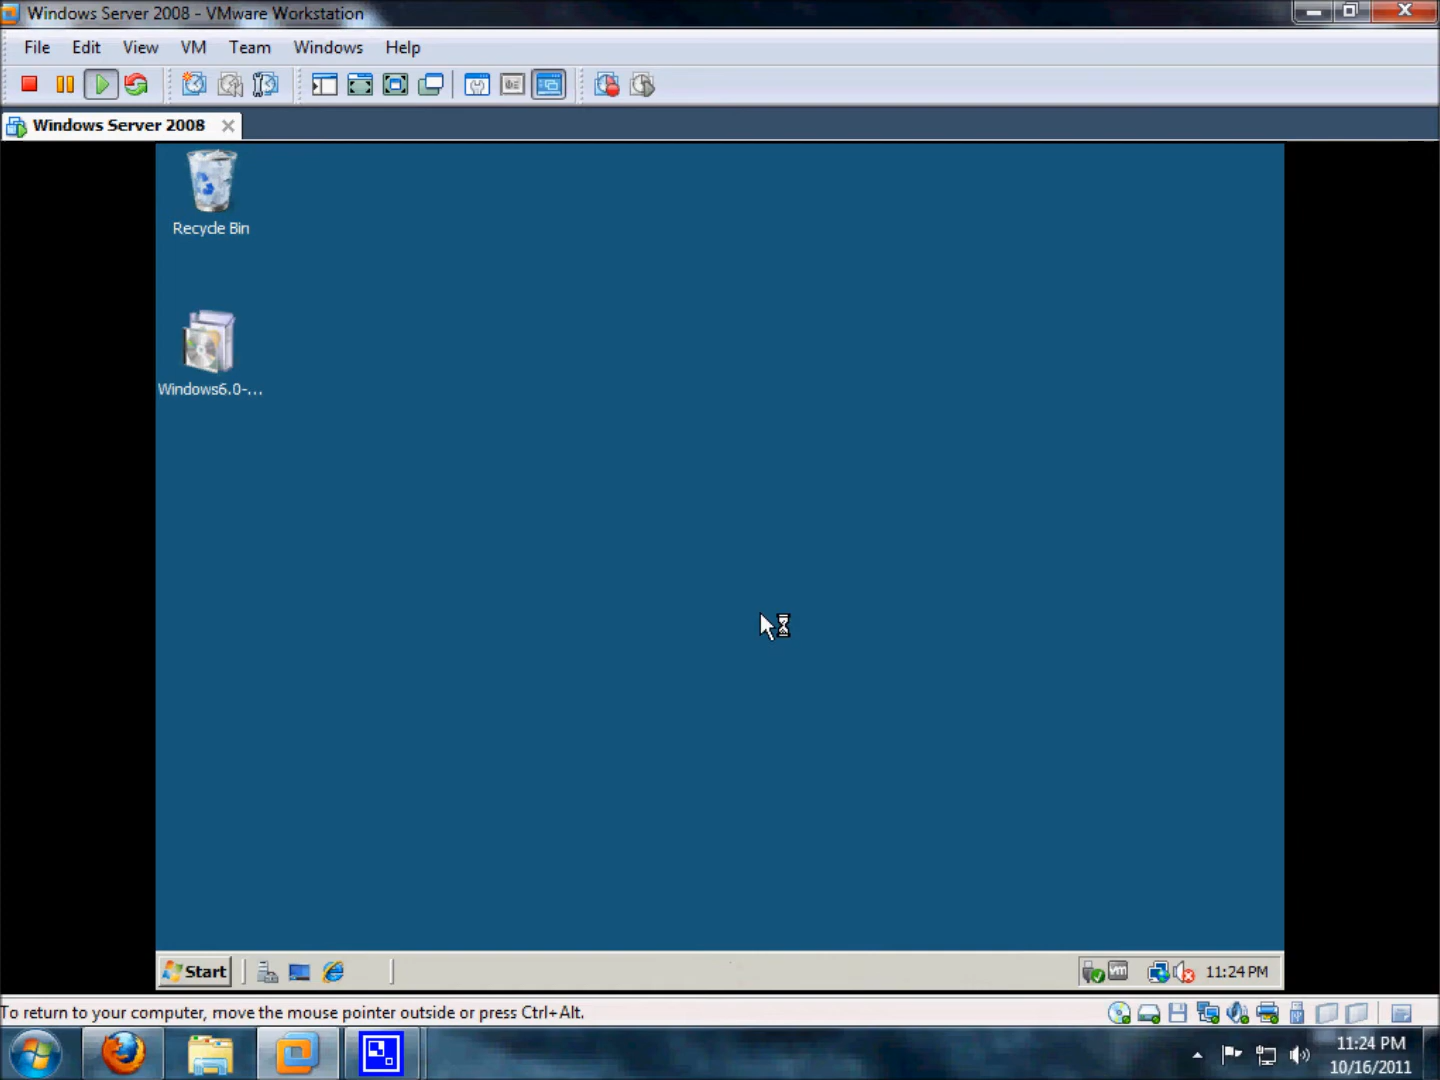 Windows Server 2008 - VMware Workstation
File Edit View VM Team Windows Help
Windows Server 2008
Recycle Bin
Windows6.0-...
Start
vm
11:24 PM
To return to your computer, move the mouse pointer outside or press Ctrl+Alt.
11:24 PM
10/16/2011